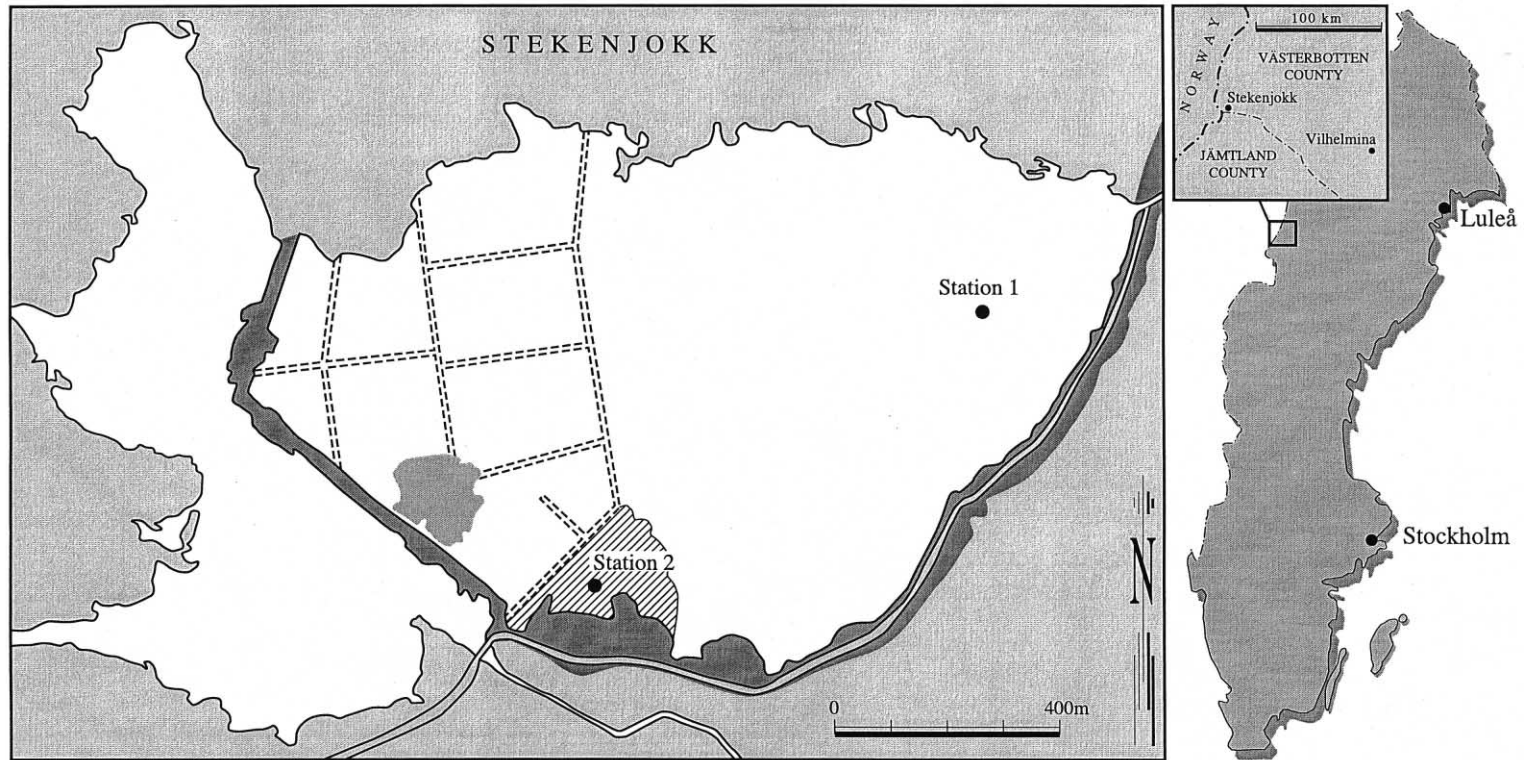 STEKENJOKK
Station 1
Station 2
N
0 400m
100 km
NORWAY
VÄSTERBOTTEN
COUNTY
Stekenjokk
Vilhelmina
JÄMTLAND
COUNTY
Luleå
Stockholm